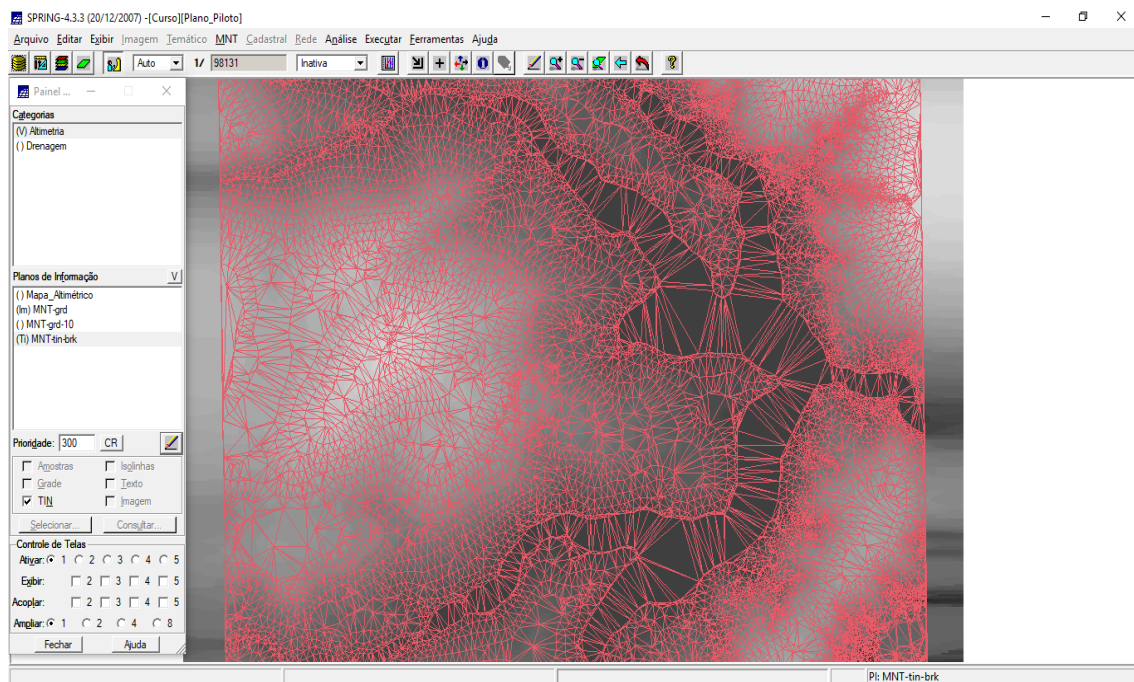 SPRING-4.3.3 (20/12/2007) -[Curso][Plano_Piloto]
Arquivo Editar Exibir Imagem Temático MNT Cadastral Rede Análise Executar Ferramentas Ajuda
Auto 1/ 98131 Inativa
Painel ...
Categorias
(V) Altimetria
( ) Drenagem
Planos de Informação V
( ) Mapa_Altimétrico
(Im) MNT-grd
( ) MNT-grd-10
(Ti) MNT-tin-brk
Prioridade: 300 CR
Amostras Isolinhas
Grade Texto
TIN Imagem
Selecionar... Consultar...
Controle de Telas
Ativar: 1 2 3 4 5
Exibir: 2 3 4 5
Acoplar: 2 3 4 5
Ampliar: 1 2 4 8
Fechar Ajuda
PI: MNT-tin-brk